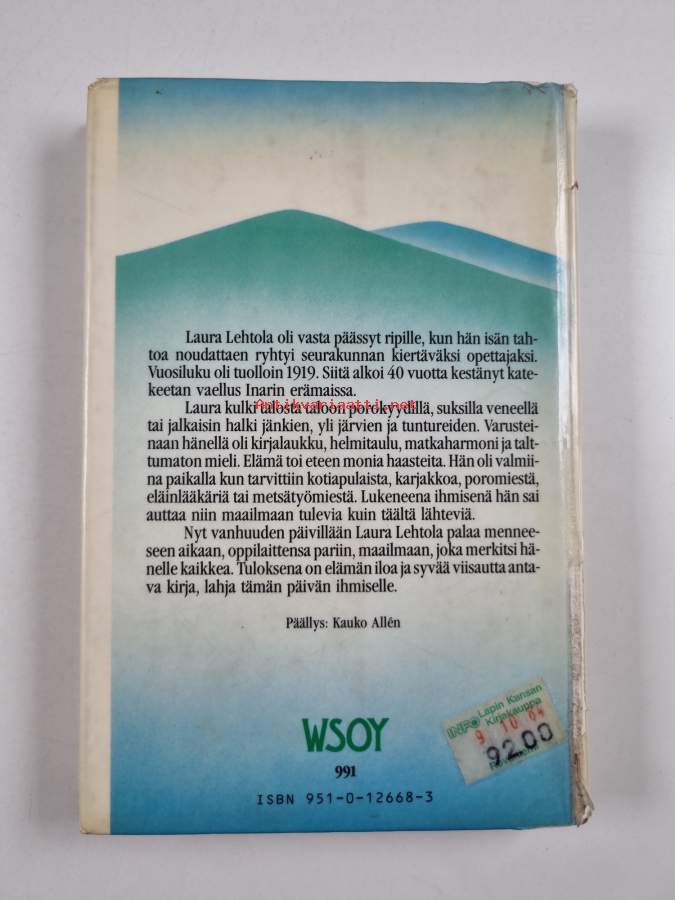 Laura Lehtola oli vasta päässyt ripille, kun hän isän tah-
toa noudattaen ryhtyi seurakunnan kiertäväksi opettajaksi.
Vuosiluku oli tuolloin 1919. Siitä alkoi 40 vuotta kestänyt kate-
keetan vaellus Inarin erämaissa.
Antikvariaatti.net
Laura kulki talosta taloon porokyydillä, suksilla veneellä
tai jalkaisin halki jänkien, yli järvien ja tuntureiden. Varustei-
naan hänellä oli kirjalaukku, helmitaulu, matkaharmoni ja talt-
tumaton mieli. Elämä toi eteen monia haasteita. Hän oli valmii-
na paikalla kun tarvittiin kotiapulaista, karjakkoa, poromiestä,
eläinlääkäriä tai metsätyömiestä. Lukeneena ihmisenä hän sai
auttaa niin maailmaan tulevia kuin täältä lähteviä.
Nyt vanhuuden päivillään Laura Lehtola palaa mennee-
seen aikaan, oppilaittensa pariin, maailmaan, joka merkitsi hä-
nelle kaikkea. Tuloksena on elämän iloa ja syvää viisautta anta-
va kirja, lahja tämän päivän ihmiselle.
Päällys: Kauko Allén
WSOY
991
ISBN 951-0-12668-3
Lapin Kansan
Kirjakauppa
9. 10. 84
92.00